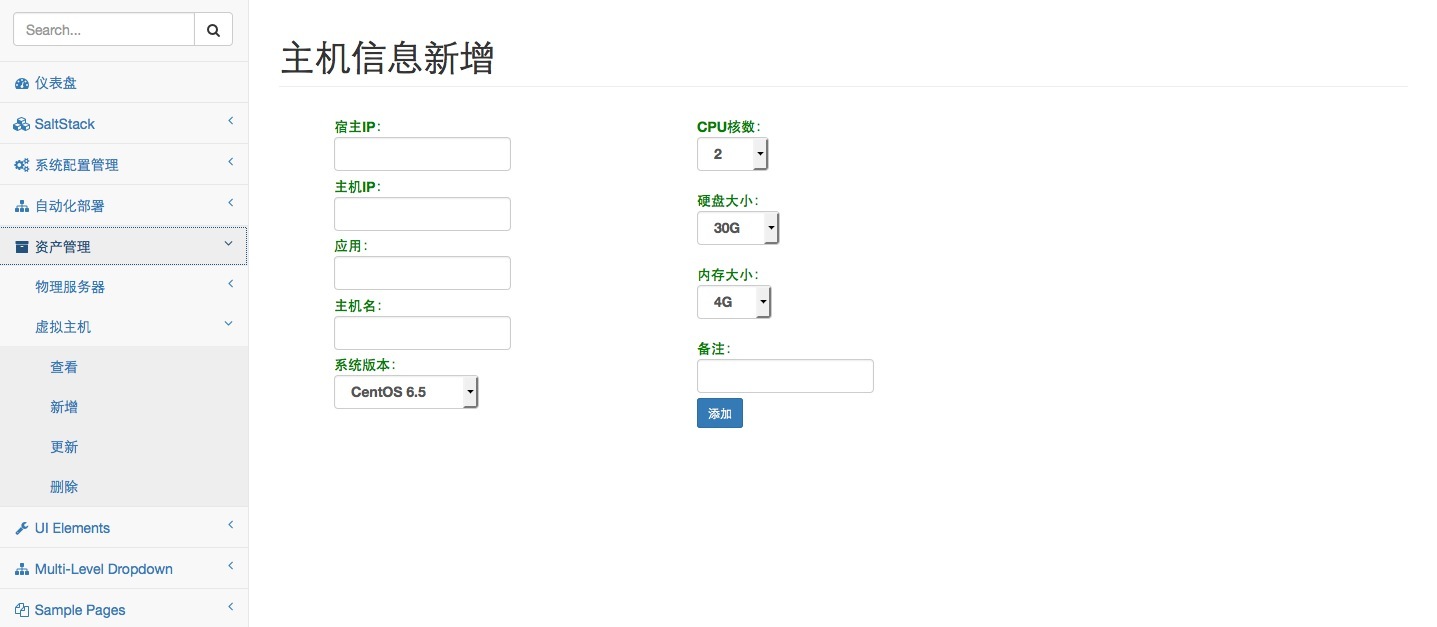 Search...
仪表盘
SaltStack
系统配置管理
自动化部署
资产管理
物理服务器
虚拟主机
查看
新增
更新
删除
UI Elements
Multi-Level Dropdown
Sample Pages
主机信息新增
宿主IP:
主机IP:
应用:
主机名:
系统版本:
CentOS 6.5
CPU核数:
2
硬盘大小:
30G
内存大小:
4G
备注:
添加